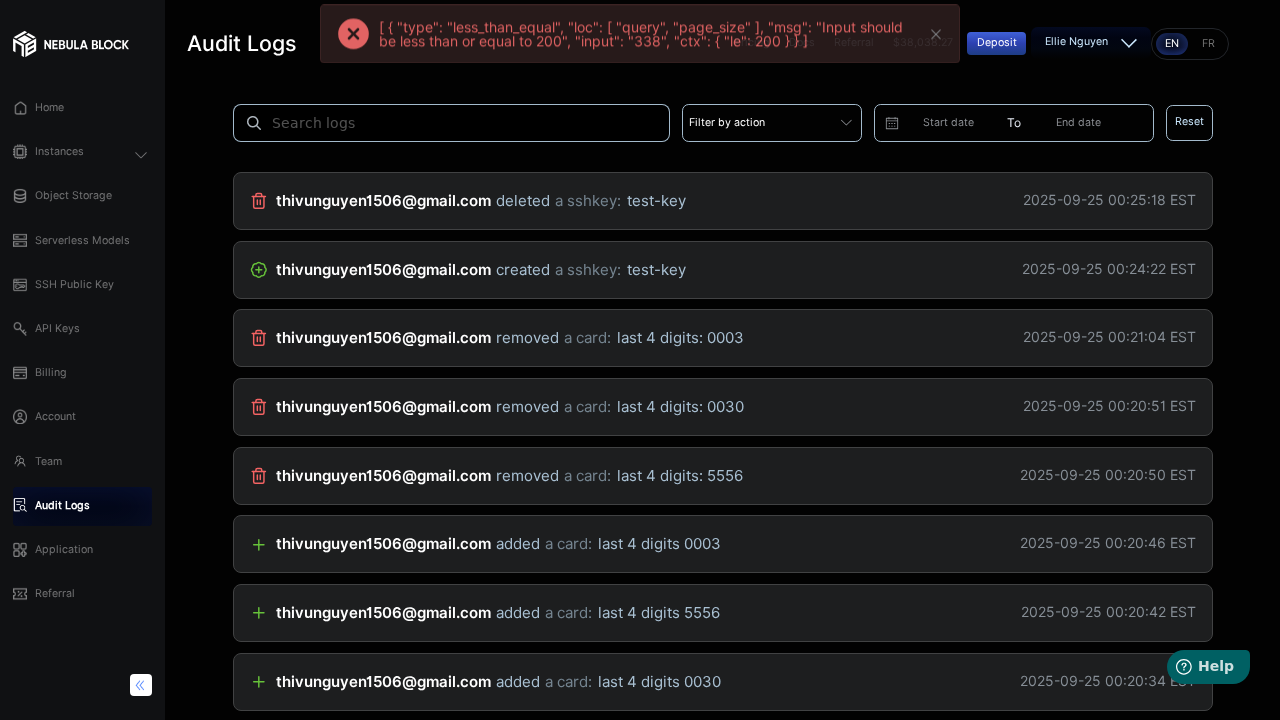 NEBULA BLOCK
Home
Instances
Object Storage
Serverless Models
SSH Public Key
API Keys
Billing
Account
Team
Audit Logs
Application
Referral
Audit Logs
[ { "type": "less_than_equal", "loc": [ "query", "page_size" ], "msg": "Input should
be less than or equal to 200", "input": "338", "ctx": { "le": 200 } } ]
Referral
Deposit
Ellie Nguyen
EN
FR
Search logs
Filter by action
Start date
To
End date
Reset
thivunguyen1506@gmail.com deleted a sshkey: test-key
2025-09-25 00:25:18 EST
thivunguyen1506@gmail.com created a sshkey: test-key
2025-09-25 00:24:22 EST
thivunguyen1506@gmail.com removed a card: last 4 digits: 0003
2025-09-25 00:21:04 EST
thivunguyen1506@gmail.com removed a card: last 4 digits: 0030
2025-09-25 00:20:51 EST
thivunguyen1506@gmail.com removed a card: last 4 digits: 5556
2025-09-25 00:20:50 EST
thivunguyen1506@gmail.com added a card: last 4 digits 0003
2025-09-25 00:20:46 EST
thivunguyen1506@gmail.com added a card: last 4 digits 5556
2025-09-25 00:20:42 EST
thivunguyen1506@gmail.com added a card: last 4 digits 0030
2025-09-25 00:20:34 EST
Help